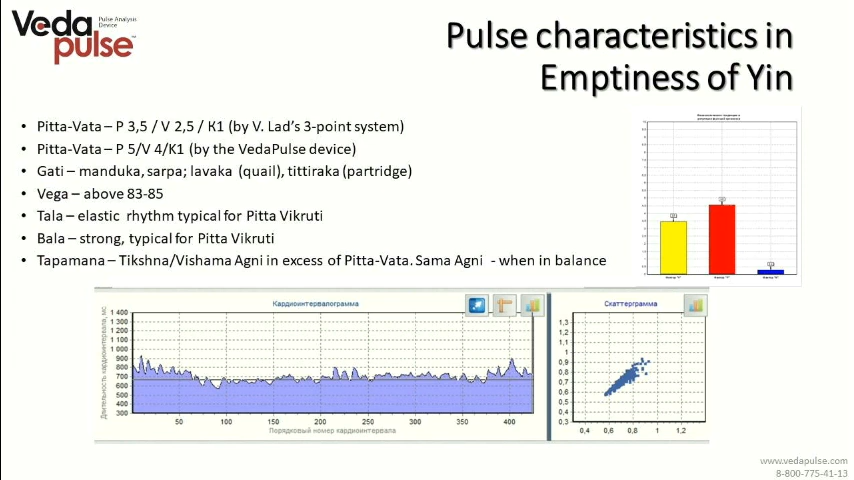 Veda
pulse
Pulse Analysis
Device
Pulse characteristics in
Emptiness of Yin
• Pitta-Vata – P 3,5 / V 2,5 / K1 (by V. Lad's 3-point system)
• Pitta-Vata – P 5/V 4/K1 (by the VedaPulse device)
• Gati – manduka, sarpa; lavaka (quail), tittiraka (partridge)
• Vega – above 83-85
• Tala – elastic rhythm typical for Pitta Vikruti
• Bala – strong, typical for Pitta Vikruti
• Tapamana – Tikshna/Vishama Agni in excess of Pitta-Vata. Sama Agni - when in balance
Кардиоинтервалограмма
Длительность кардиоинтервала, мс
1 400
1 300
1 200
1 100
1 000
900
800
700
600
500
400
300
50 100 150 200 250 300 350 400
Порядковый номер кардиоинтервала
Скаттерграмма
1,3
1,2
1,1
1
0,9
0,8
0,7
0,6
0,5
0,4
0,3
0,4 0,6 0,8 1 1,2
www.vedapulse.com
8-800-775-41-13